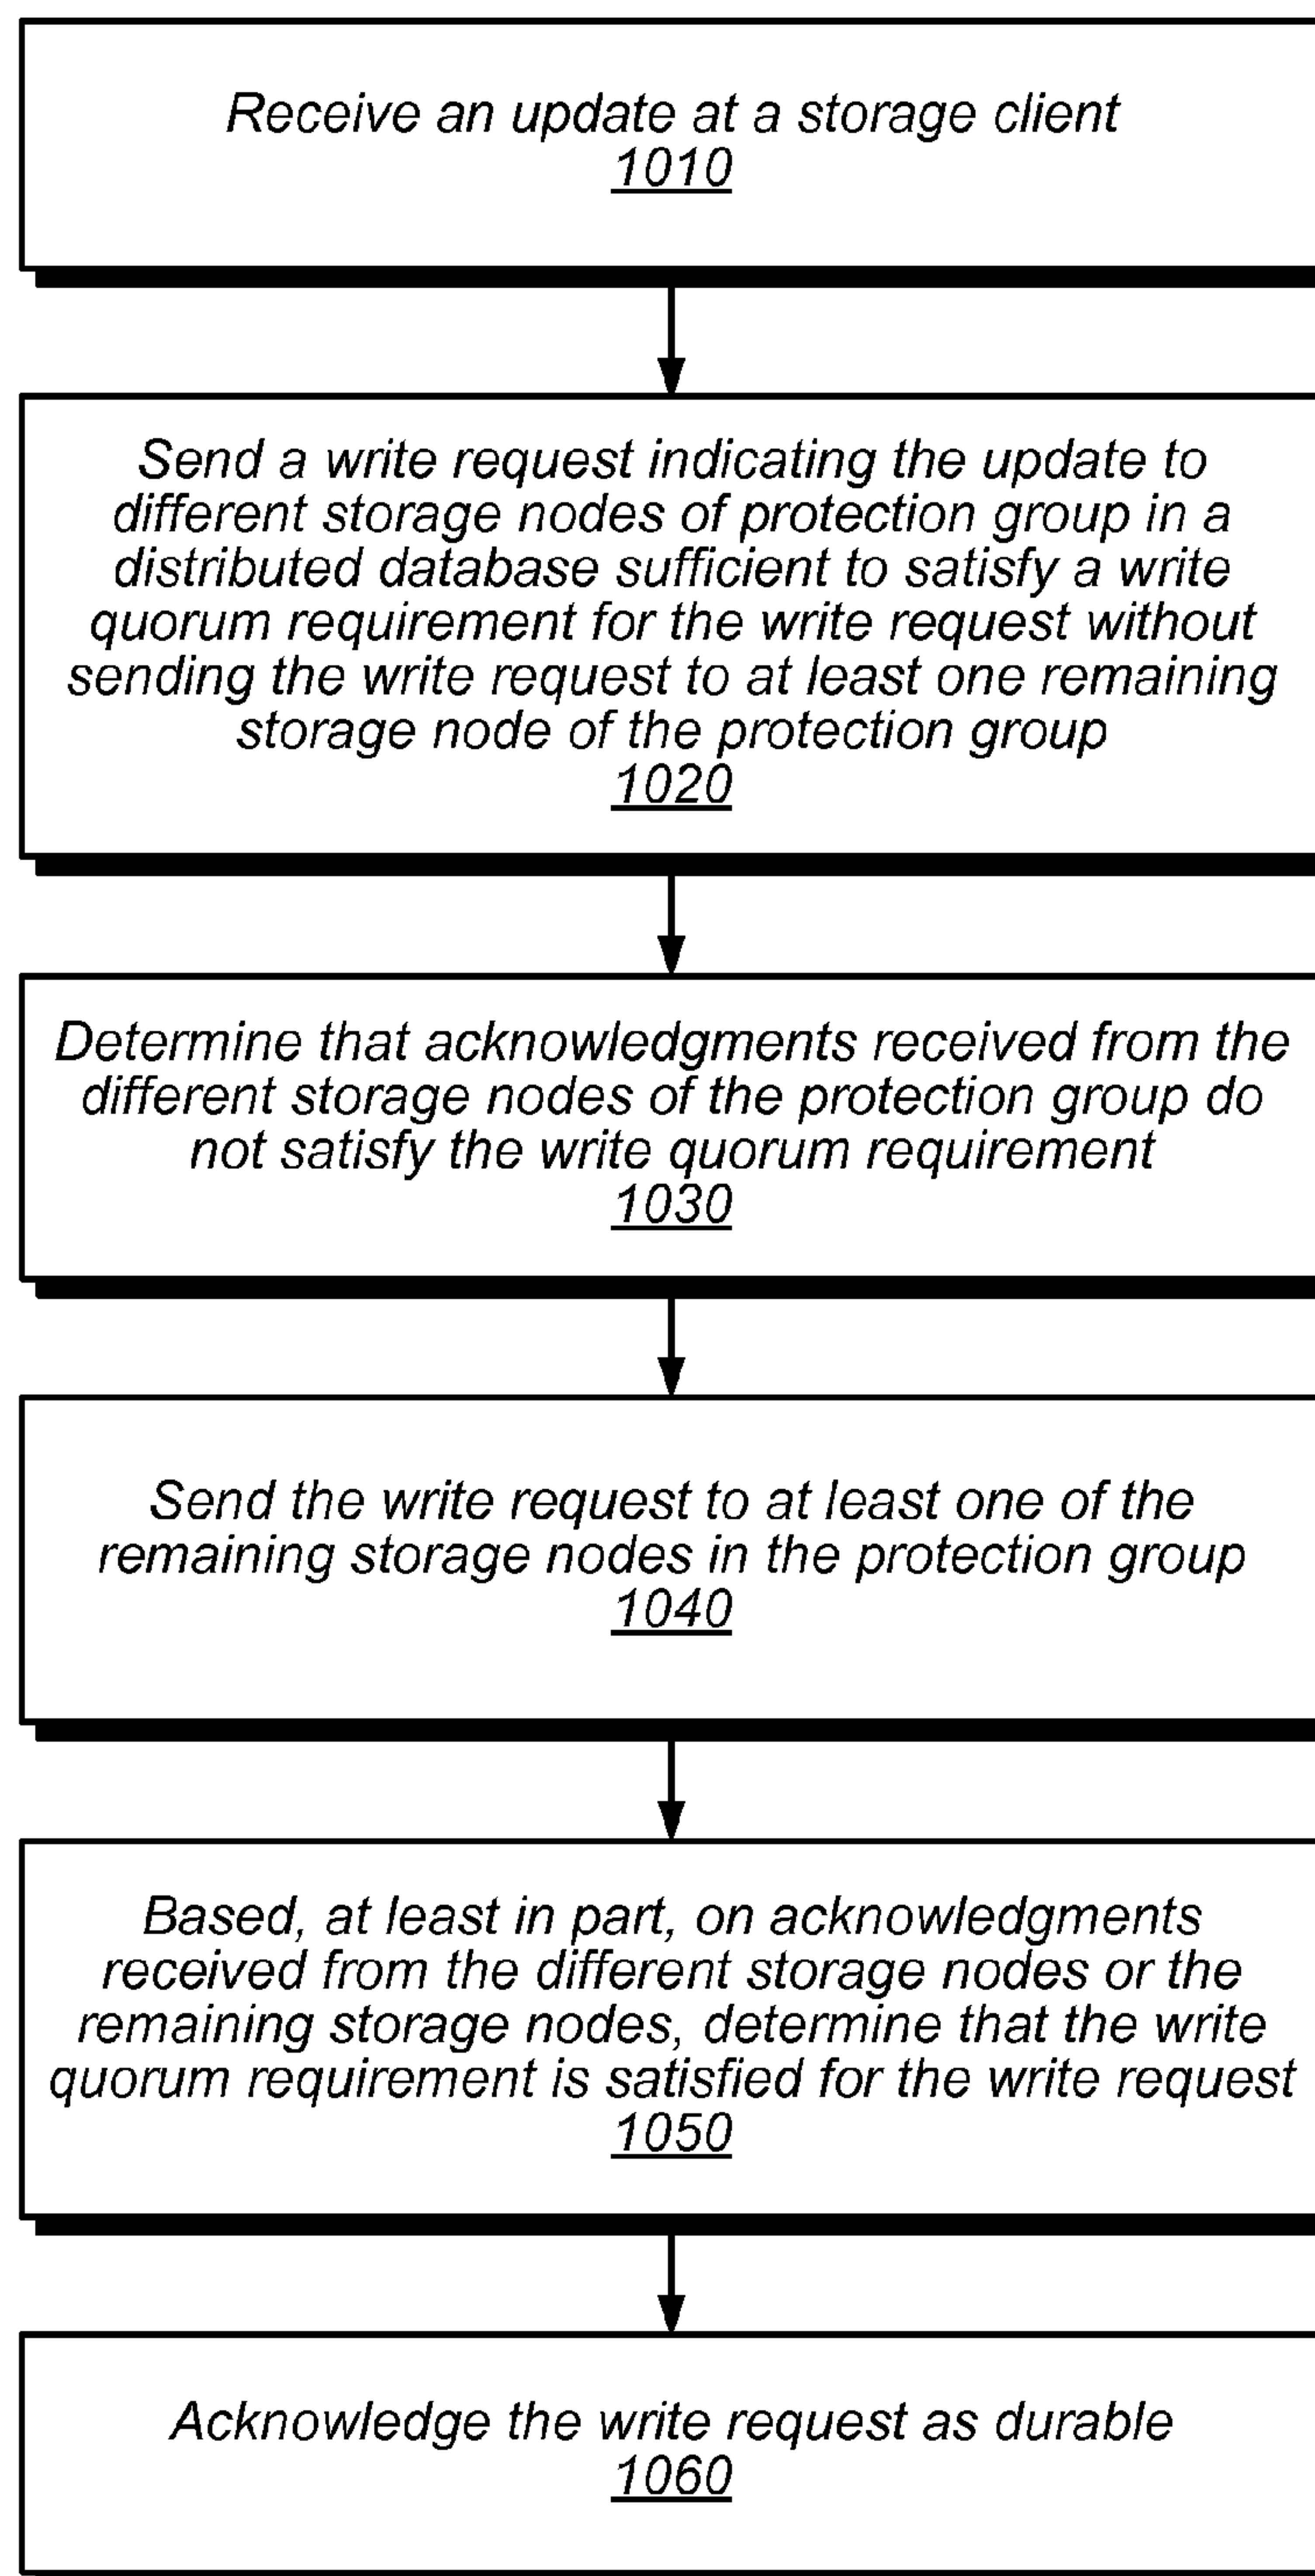 Receive an update at a storage client
1010
Send a write request indicating the update to
different storage nodes of protection group in a
distributed database sufficient to satisfy a write
quorum requirement for the write request without
sending the write request to at least one remaining
storage node of the protection group
1020
Determine that acknowledgments received from the
different storage nodes of the protection group do
not satisfy the write quorum requirement
1030
Send the write request to at least one of the
remaining storage nodes in the protection group
1040
Based, at least in part, on acknowledgments
received from the different storage nodes or the
remaining storage nodes, determine that the write
quorum requirement is satisfied for the write request
1050
Acknowledge the write request as durable
1060